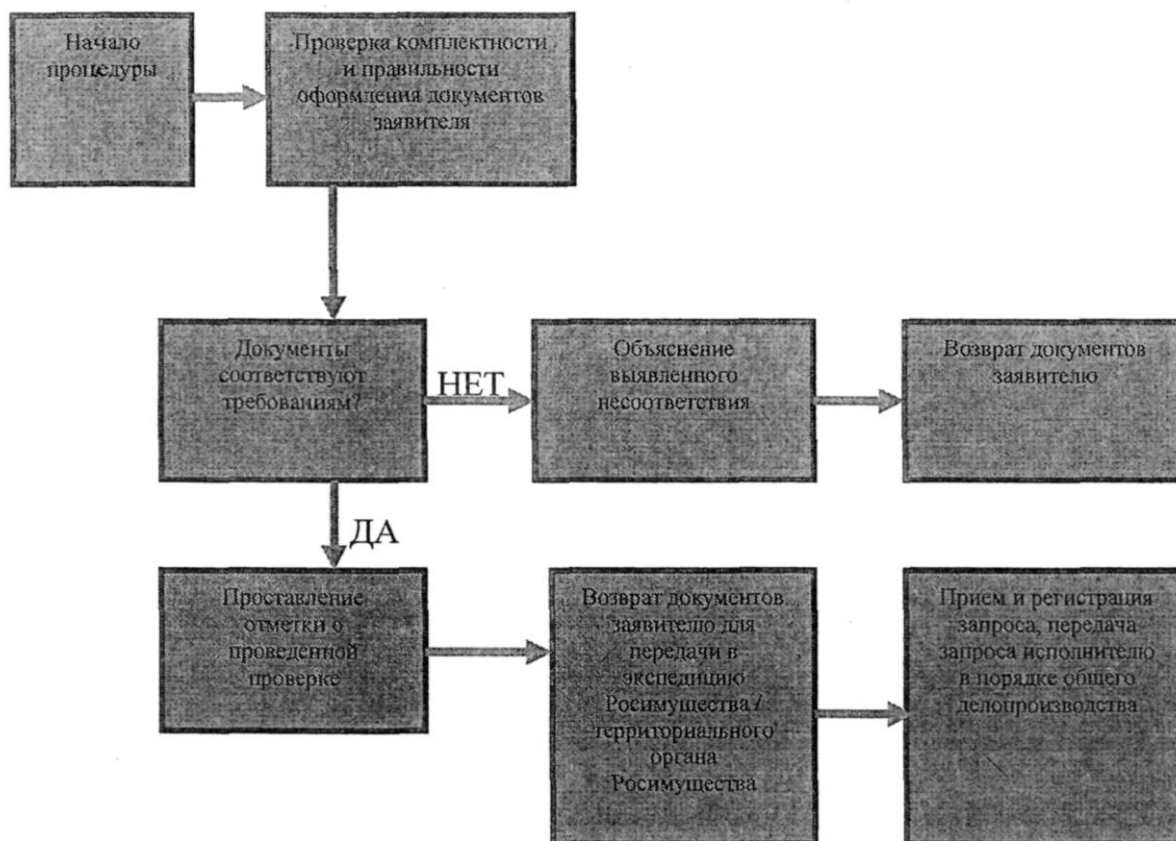 Начало
процедуры
Проверка комплектности
и правильности
оформления документов
заявителя
Документы
соответствуют
требованиям?
НЕТ
Объяснение
выявленного
несоответствия
Возврат документов
заявителю
ДА
Проставление
отметки о
проведенной
проверке
Возврат документов
заявителю для
передачи в
экспедицию
Росимущества /
территориального
органа
Росимущества
Прием и регистрация
запроса, передача
запроса исполнителю
в порядке общего
делопроизводства